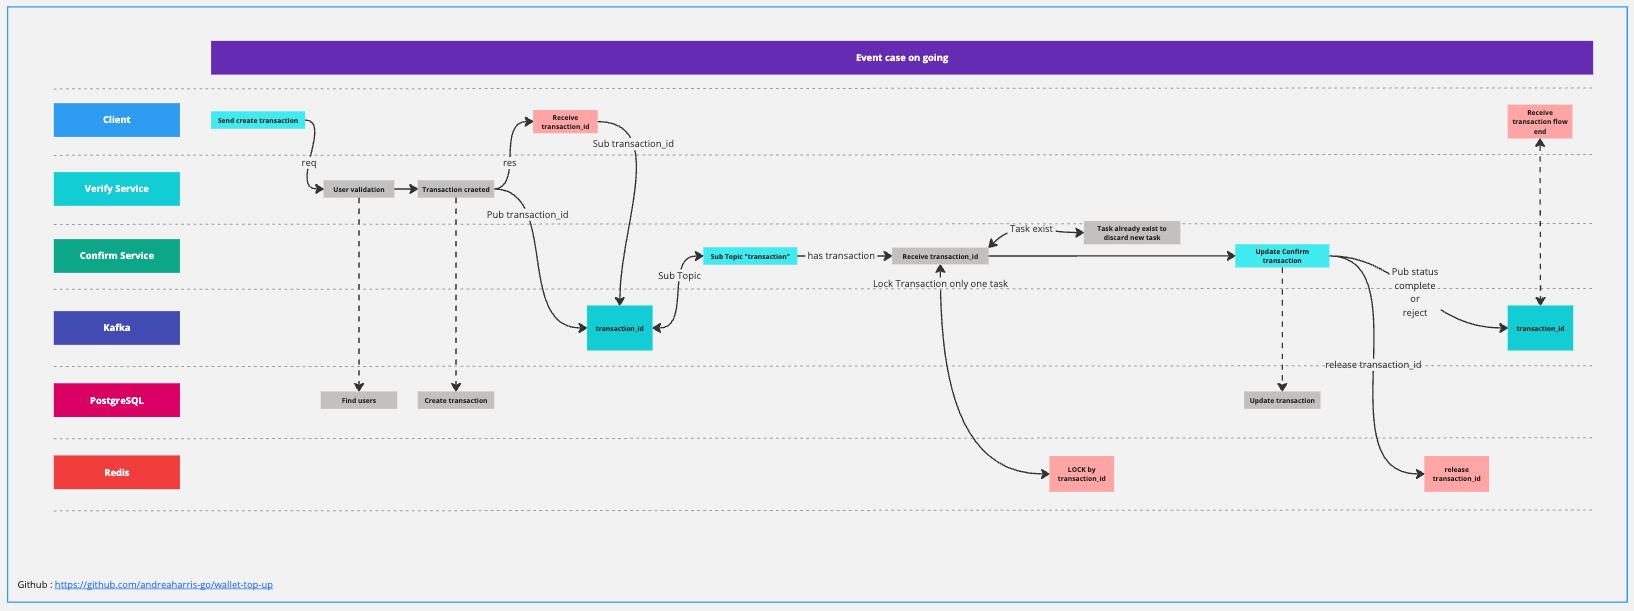 Event case on going
Client
Send create transaction
Receive
transaction_id
Sub transaction_id
Receive
transaction flow
end
req
res
Verify Service
User validation
Transaction craeted
Pub transaction_id
Confirm Service
Sub Topic "transaction"
has transaction
Receive transaction_id
Task exist
Task already exist to
discard new task
Update Confirm
transaction
Sub Topic
Lock Transaction only one task
Pub status
complete
or
reject
Kafka
transaction_id
transaction_id
release transaction_id
PostgreSQL
Find users
Create transaction
Update transaction
Redis
LOCK by
transaction_id
release
transaction_id
Github : https://github.com/andreaharris-go/wallet-top-up